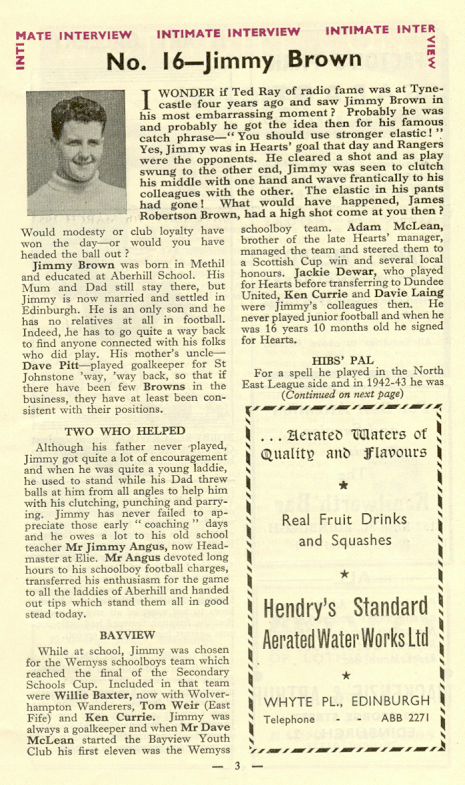 INTIMATE INTERVIEW INTIMATE INTERVIEW INTIMATE INTERVIEW
No. 16—Jimmy Brown
I WONDER if Ted Ray of radio fame was at Tyne-
castle four years ago and saw Jimmy Brown in
his most embarrassing moment? Probably he was
and probably he got the idea then for his famous
catch phrase—“You should use stronger elastic!”
Yes, Jimmy was in Hearts' goal that day and Rangers
were the opponents. He cleared a shot and as play
swung to the other end, Jimmy was seen to clutch
his middle with one hand and wave frantically to his
colleagues with the other. The elastic in his pants
had gone! What would have happened, James
Robertson Brown, had a high shot come at you then?
Would modesty or club loyalty have
won the day—or would you have
headed the ball out?
Jimmy Brown was born in Methil
and educated at Aberhill School. His
Mum and Dad still stay there, but
Jimmy is now married and settled in
Edinburgh. He is an only son and he
has no relatives at all in football.
Indeed, he has to go quite a way back
to find anyone connected with his folks
who did play. His mother's uncle—
Dave Pitt—played goalkeeper for St
Johnstone 'way, 'way back, so that if
there have been few Browns in the
business, they have at least been con-
sistent with their positions.
TWO WHO HELPED
Although his father never played,
Jimmy got quite a lot of encouragement
and when he was quite a young laddie,
he used to stand while his Dad threw
balls at him from all angles to help him
with his clutching, punching and parry-
ing. Jimmy has never failed to ap-
preciate those early “coaching” days
and he owes a lot to his old school
teacher Mr Jimmy Angus, now Head-
master at Elie. Mr Angus devoted long
hours to his schoolboy football charges,
transferred his enthusiasm for the game
to all the laddies of Aberhill and handed
out tips which stand them all in good
stead today.
BAYVIEW
While at school, Jimmy was chosen
for the Wemyss schoolboys team which
reached the final of the Secondary
Schools Cup. Included in that team
were Willie Baxter, now with Wolver-
hampton Wanderers, Tom Weir (East
Fife) and Ken Currie. Jimmy was
always a goalkeeper and when Mr Dave
McLean started the Bayview Youth
Club his first eleven was the Wemyss
schoolboy team. Adam McLean,
brother of the late Hearts' manager,
managed the team and steered them to
a Scottish Cup win and several local
honours. Jackie Dewar, who played
for Hearts before transferring to Dundee
United, Ken Currie and Davie Laing
were Jimmy's colleagues then. He
never played junior football and when he
was 16 years 10 months old he signed
for Hearts.
HIBS' PAL
For a spell he played in the North
East League side and in 1942-43 he was
(Continued on next page)
... Aerated Waters of
Quality and Flavours
Real Fruit Drinks
and Squashes
Hendry's Standard
Aerated Water Works Ltd
WHYTE PL., EDINBURGH
Telephone - ABB 2271
— 3 —